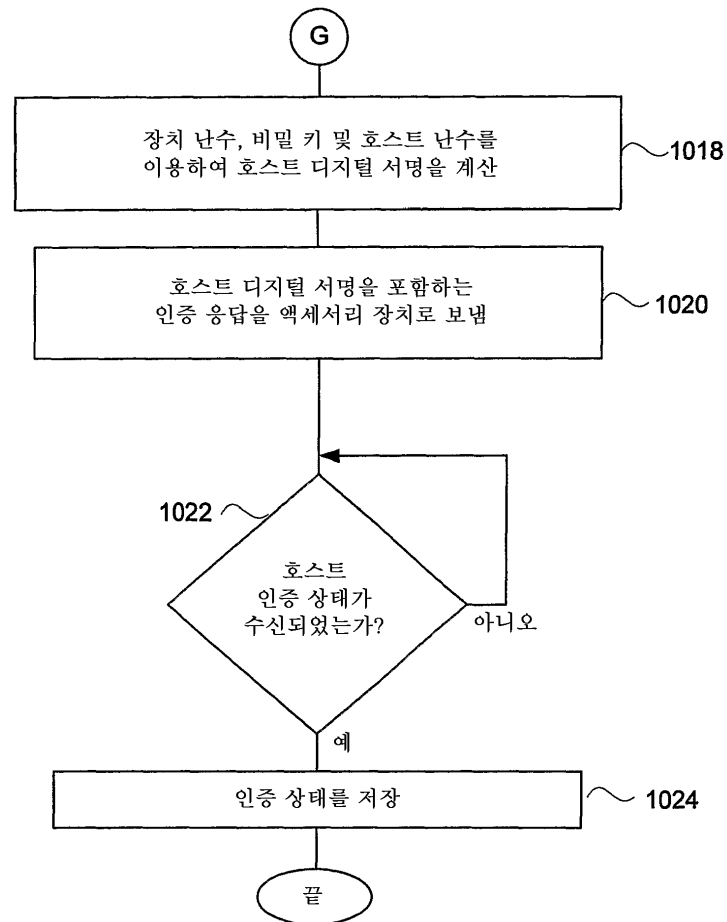 G
장치 난수, 비밀 키 및 호스트 난수를
이용하여 호스트 디지털 서명을 계산
1018
호스트 디지털 서명을 포함하는
인증 응답을 액세서리 장치로 보냄
1020
1022
호스트
인증 상태가
수신되었는가?
아니오
예
인증 상태를 저장
1024
끝